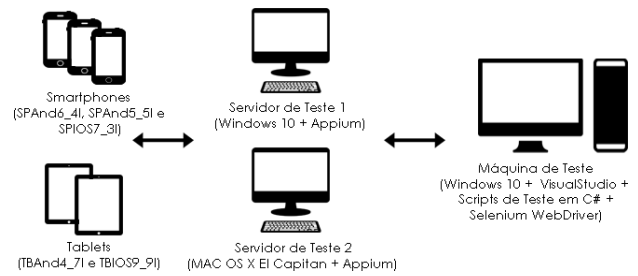 Smartphones
(SPAnd6_4I, SPAnd5_5I e
SPIOS7_3I)
Tablets
(TBAnd4_7I e TBIOS9_9I)
Servidor de Teste 1
(Windows 10 + Appium)
Servidor de Teste 2
(MAC OS X El Capitan + Appium)
Máquina de Teste
(Windows 10 + VisualStudio +
Scripts de Teste em C# +
Selenium WebDriver)